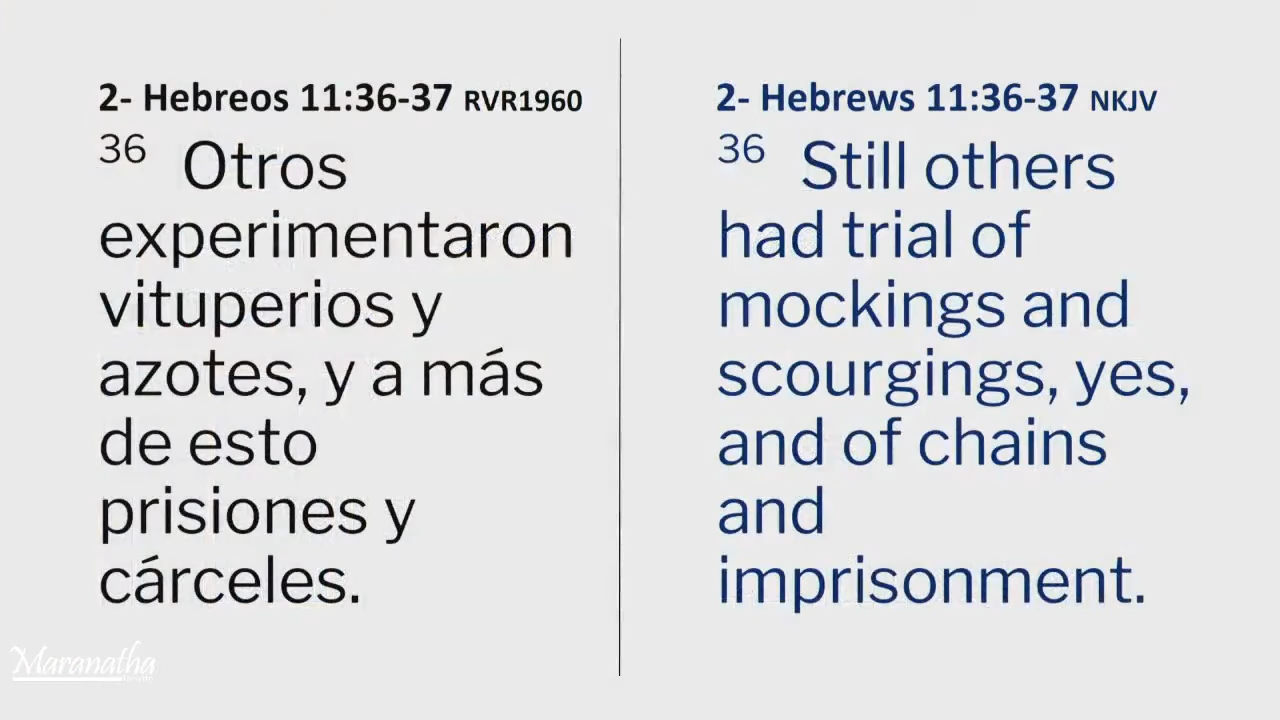 2- Hebreos 11:36-37 RVR1960
36 Otros
experimentaron
vituperios y
azotes, y a más
de esto
prisiones y
cárceles.
2- Hebrews 11:36-37 NKJV
36 Still others
had trial of
mockings and
scourgings, yes,
and of chains
and
imprisonment.
Maranatha